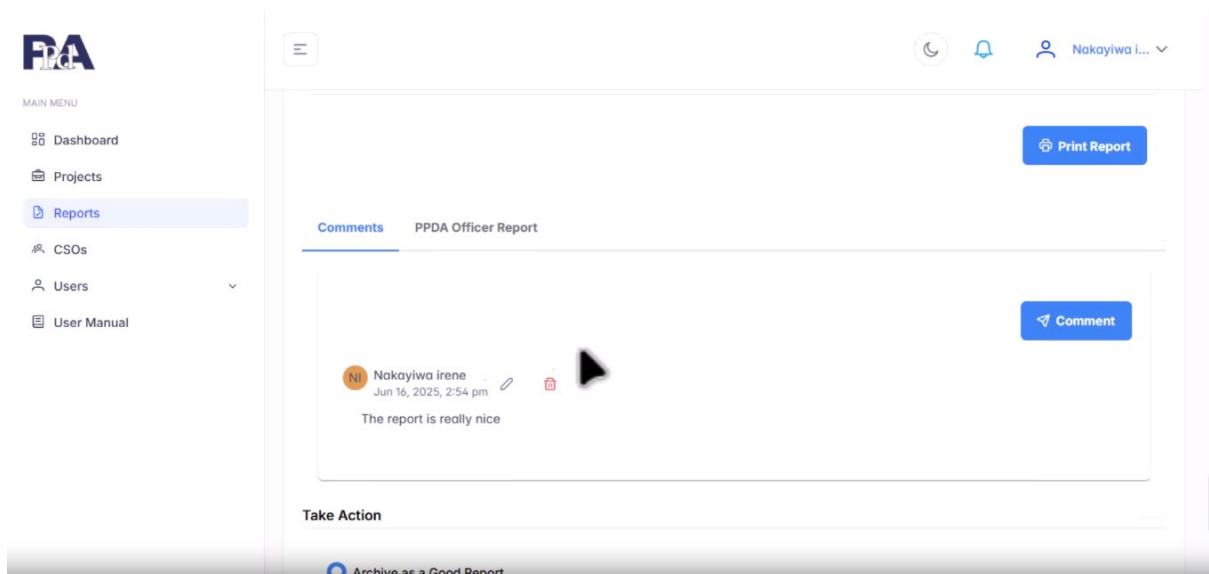 PPdA
MAIN MENU
Dashboard
Projects
Reports
CSOs
Users
User Manual
Nakayiwa i...
Print Report
Comments
PPDA Officer Report
Comment
NI
Nakayiwa irene
Jun 16, 2025, 2:54 pm
The report is really nice
Take Action
Archive as a Good Report